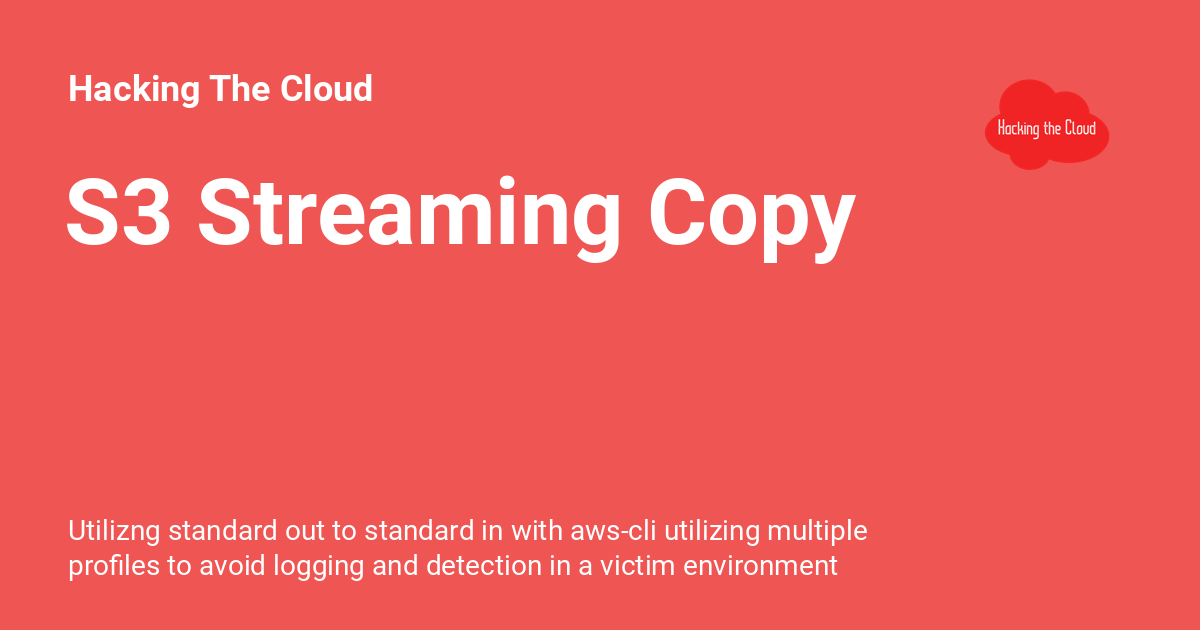 Hacking The Cloud
Hacking the Cloud
S3 Streaming Copy
Utilizng standard out to standard in with aws-cli utilizing multiple
profiles to avoid logging and detection in a victim environment